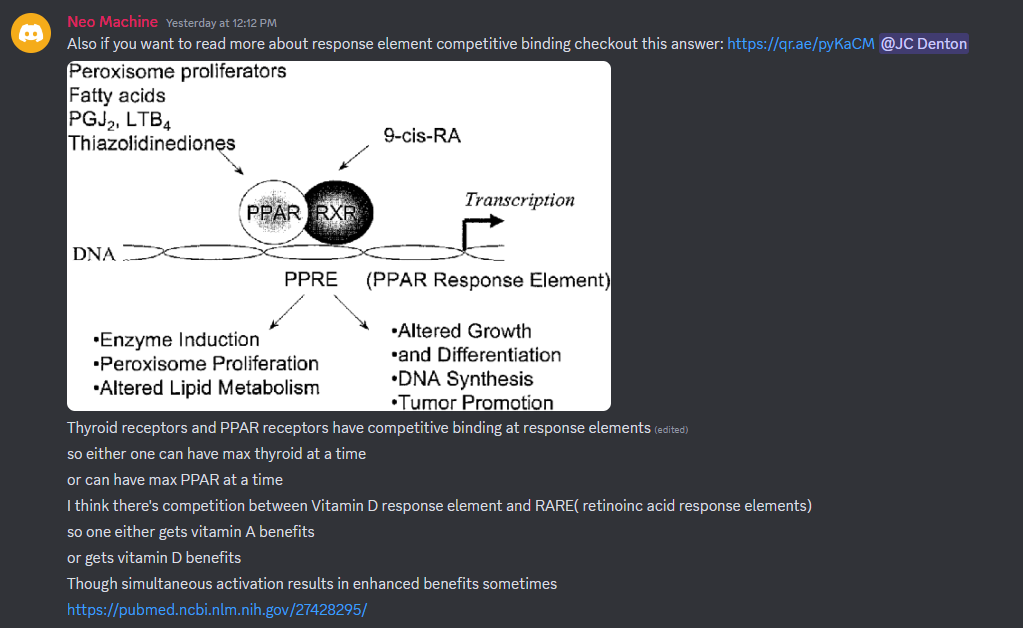 Neo Machine Yesterday at 12:12 PM
Also if you want to read more about response element competitive binding checkout this answer: https://qr.ae/pyKaCM @JC Denton
Peroxisome proliferators
Fatty acids
PGJ2, LTB4
Thiazolidinediones
9-cis-RA
PPAR RXR
Transcription
DNA
PPRE (PPAR Response Element)
•Enzyme Induction
•Peroxisome Proliferation
•Altered Lipid Metabolism
•Altered Growth
•and Differentiation
•DNA Synthesis
•Tumor Promotion
Thyroid receptors and PPAR receptors have competitive binding at response elements (edited)
so either one can have max thyroid at a time
or can have max PPAR at a time
I think there's competition between Vitamin D response element and RARE( retinoinc acid response elements)
so one either gets vitamin A benefits
or gets vitamin D benefits
Though simultaneous activation results in enhanced benefits sometimes
https://pubmed.ncbi.nlm.nih.gov/27428295/